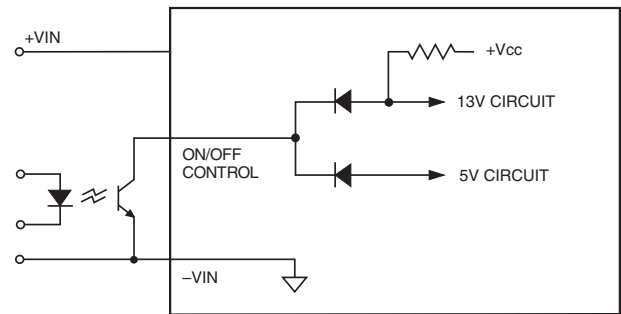 +VIN
+Vcc
13V CIRCUIT
ON/OFF
CONTROL
5V CIRCUIT
–VIN